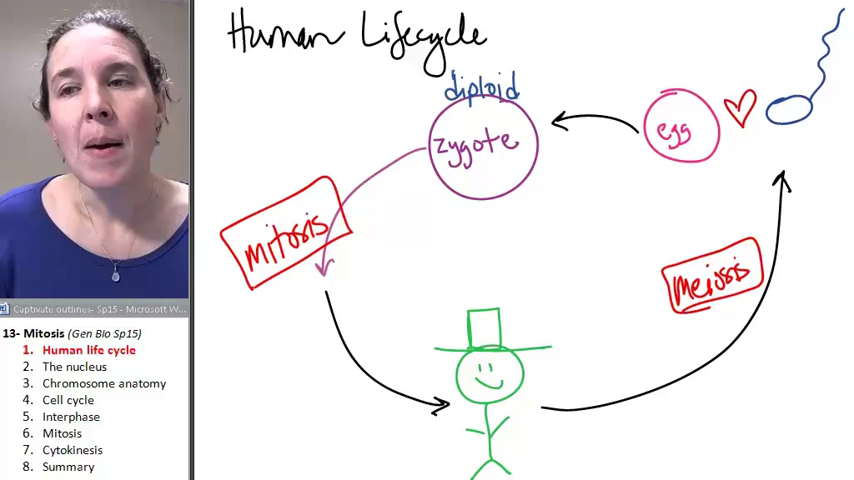 Human Lifecycle
diploid
zygote
egg
mitosis
meiosis
Captivate outlines- Sp15 - Microsoft W...
13- Mitosis (Gen Bio Sp15)
1. Human life cycle
2. The nucleus
3. Chromosome anatomy
4. Cell cycle
5. Interphase
6. Mitosis
7. Cytokinesis
8. Summary